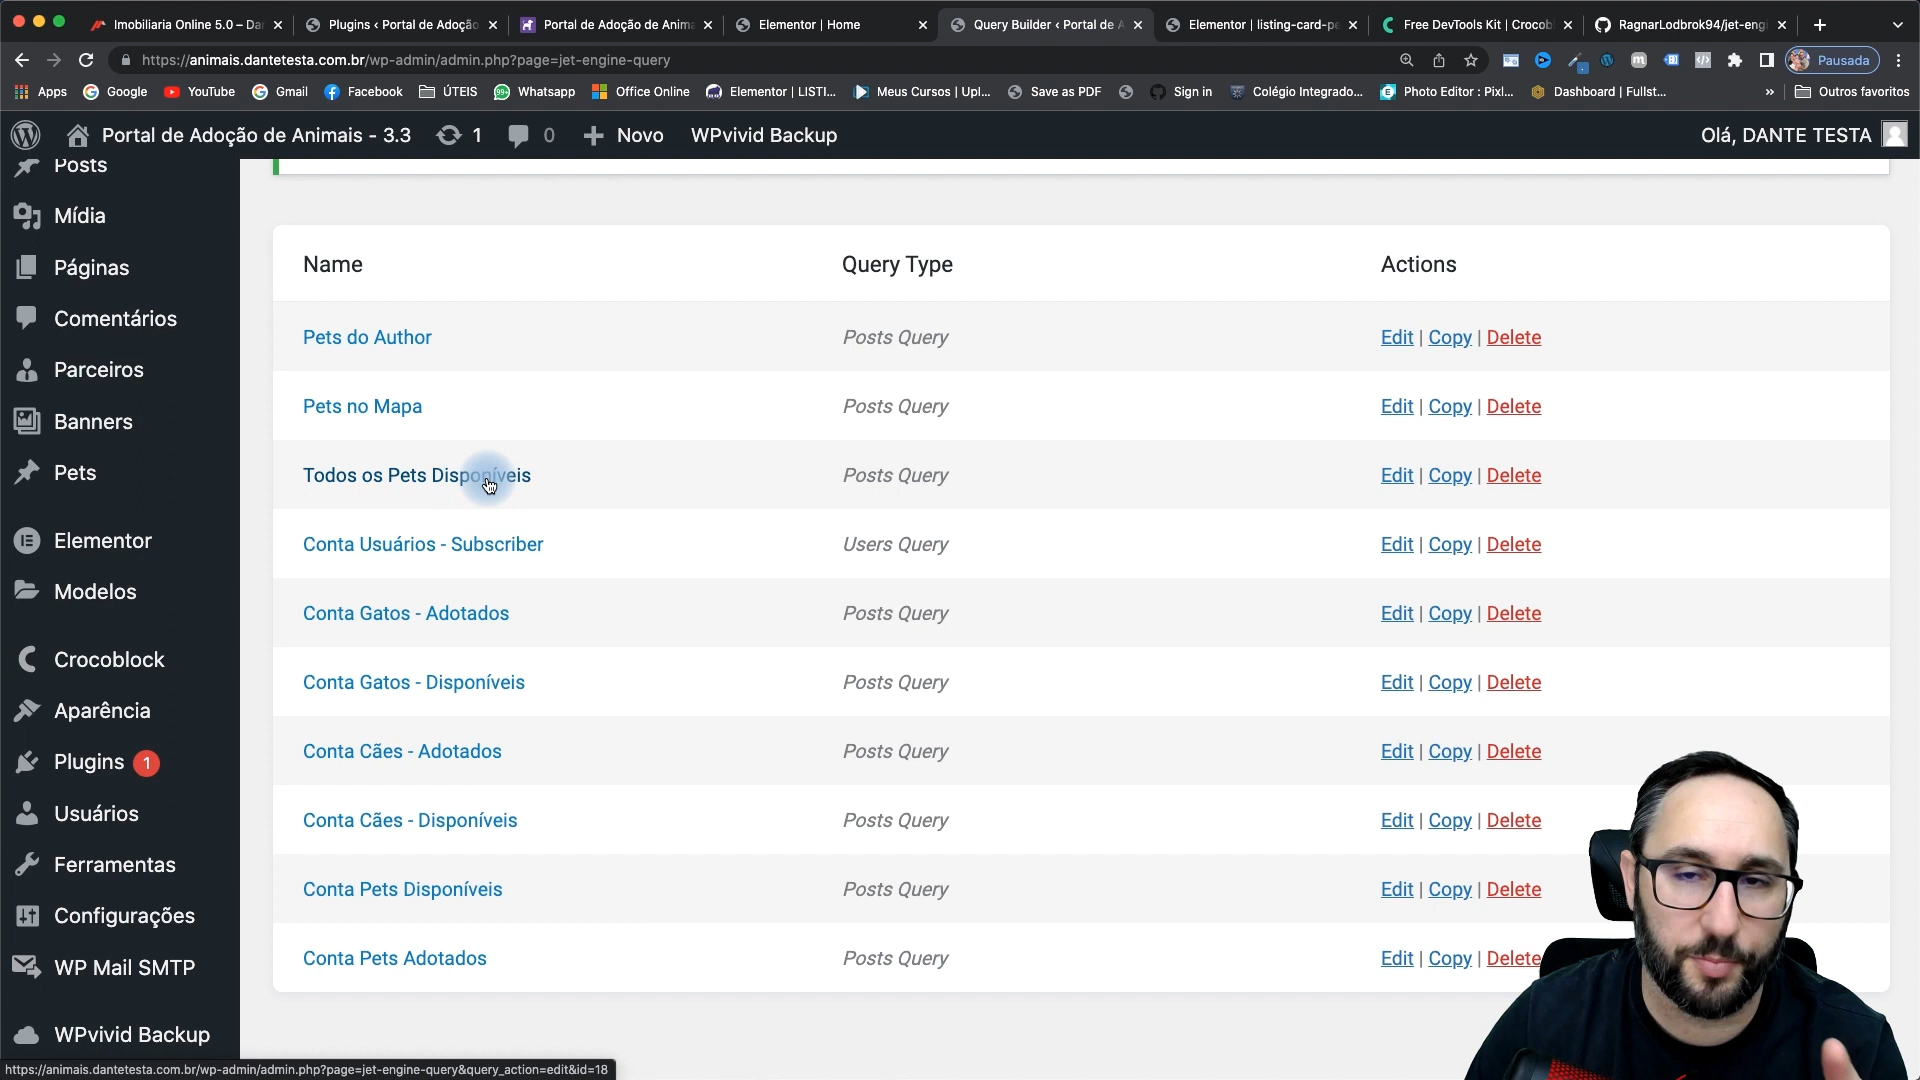 Imobiliaria Online 5.0 – Da
Plugins ‹ Portal de Adoção
Portal de Adoção de Anima
Elementor | Home
Query Builder ‹ Portal de A
Elementor | listing-card-pe
Free DevTools Kit | Crocob
RagnarLodbrok94/jet-engi
https://animais.dantetesta.com.br/wp-admin/admin.php?page=jet-engine-query
Pausada
Apps
Google
YouTube
Gmail
Facebook
ÚTEIS
Whatsapp
Office Online
Elementor | LISTI...
Meus Cursos | Upl...
Save as PDF
Sign in
Colégio Integrado...
Photo Editor : Pixl...
Dashboard | Fullst...
»
Outros favoritos
Portal de Adoção de Animais - 3.3
1
0
Novo
WPvivid Backup
Olá, DANTE TESTA
Posts
Mídia
Páginas
Comentários
Parceiros
Banners
Pets
Elementor
Modelos
Crocoblock
Aparência
Plugins 1
Usuários
Ferramentas
Configurações
WP Mail SMTP
WPvivid Backup
Name Query Type Actions
Pets do Author Posts Query Edit | Copy | Delete
Pets no Mapa Posts Query Edit | Copy | Delete
Todos os Pets Disponíveis Posts Query Edit | Copy | Delete
Conta Usuários - Subscriber Users Query Edit | Copy | Delete
Conta Gatos - Adotados Posts Query Edit | Copy | Delete
Conta Gatos - Disponíveis Posts Query Edit | Copy | Delete
Conta Cães - Adotados Posts Query Edit | Copy | Delete
Conta Cães - Disponíveis Posts Query Edit | Copy | Delete
Conta Pets Disponíveis Posts Query Edit | Copy | Delete
Conta Pets Adotados Posts Query Edit | Copy | Delete
https://animais.dantetesta.com.br/wp-admin/admin.php?page=jet-engine-query&query_action=edit&id=18